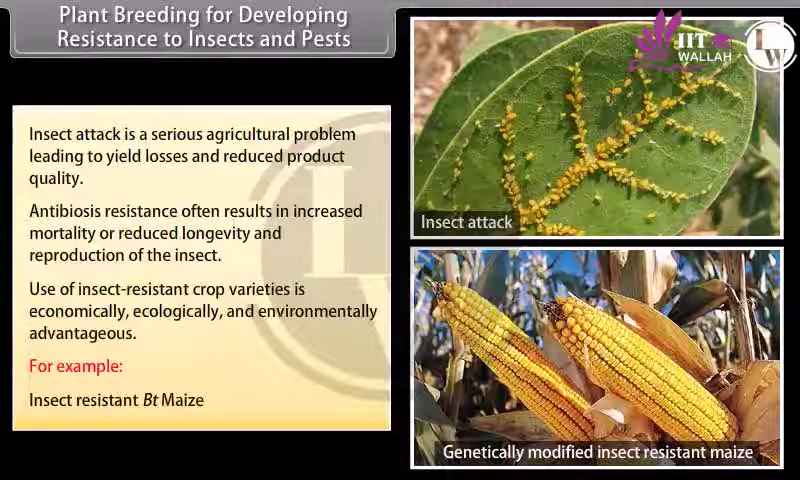 Plant Breeding for Developing
Resistance to Insects and Pests
IIT
WALLAH
LW
Insect attack is a serious agricultural problem
leading to yield losses and reduced product
quality.
Antibiosis resistance often results in increased
mortality or reduced longevity and
reproduction of the insect.
Use of insect-resistant crop varieties is
economically, ecologically, and environmentally
advantageous.
For example:
Insect resistant Bt Maize
Insect attack
Genetically modified insect resistant maize